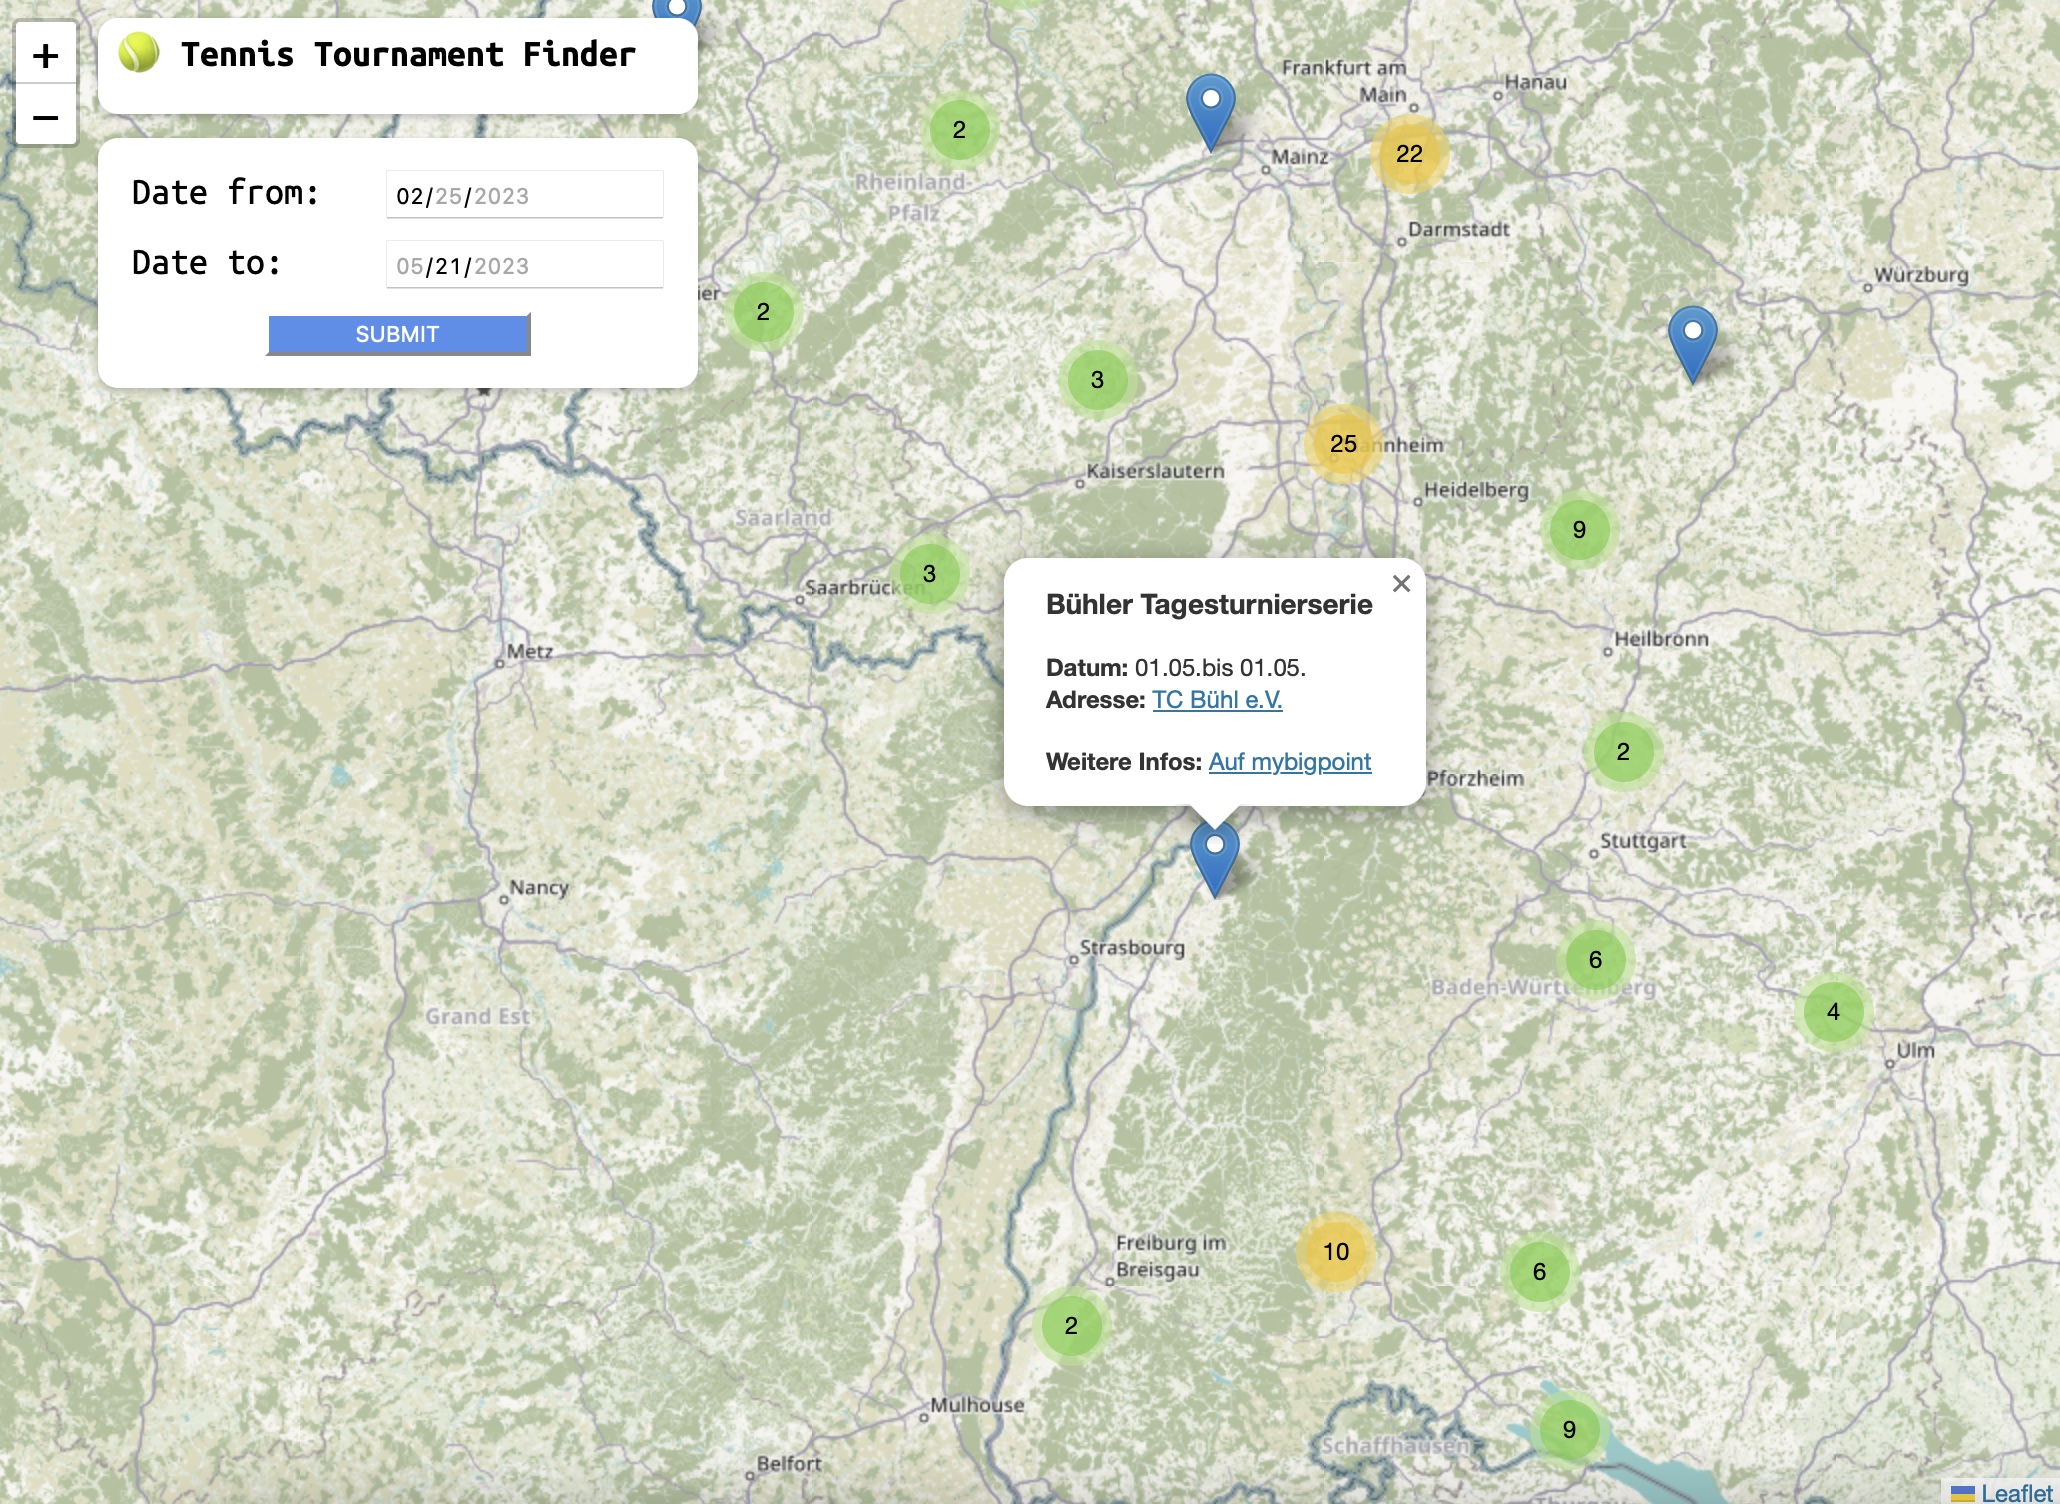 +
−
Tennis Tournament Finder
Date from:
02/25/2023
Date to:
05/21/2023
SUBMIT
2
Frankfurt am
Main
Hanau
22
Mainz
Rheinland-
Pfalz
Darmstadt
Würzburg
ier
2
3
25
annheim
Kaiserslautern
Heidelberg
9
Saarland
3
Saarbrücken
Heilbronn
Metz
×
Bühler Tagesturnierserie
Datum: 01.05.bis 01.05.
Adresse: TC Bühl e.V.
Weitere Infos: Auf mybigpoint
2
Pforzheim
Stuttgart
Nancy
Strasbourg
6
Baden-Württemberg
Grand Est
4
Ulm
Freiburg im
Breisgau
10
6
2
Mulhouse
9
Schaffhausen
Belfort
Leaflet